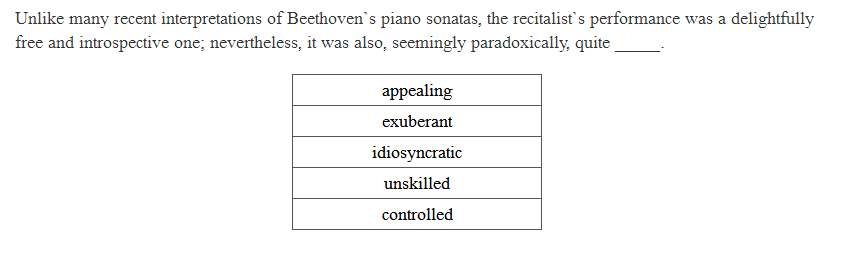 Unlike many recent interpretations of Beethoven`s piano sonatas, the recitalist`s performance was a delightfully
free and introspective one; nevertheless, it was also, seemingly paradoxically, quite _____.
appealing
exuberant
idiosyncratic
unskilled
controlled